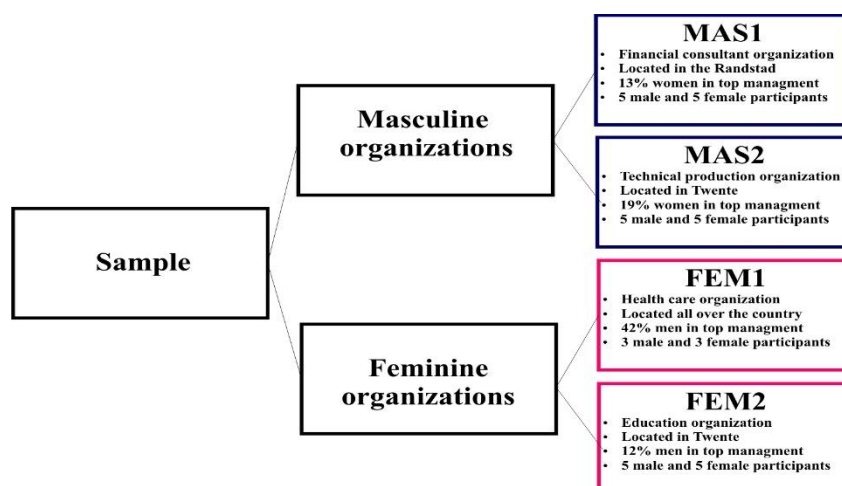 Sample
Masculine
organizations
Feminine
organizations
MAS1
• Financial consultant organization
• Located in the Randstad
• 13% women in top managment
• 5 male and 5 female participants
MAS2
• Technical production organization
• Located in Twente
• 19% women in top managment
• 5 male and 5 female participants
FEM1
• Health care organization
• Located all over the country
• 42% men in top managment
• 3 male and 3 female participants
FEM2
• Education organization
• Located in Twente
• 12% men in top managment
• 5 male and 5 female participants